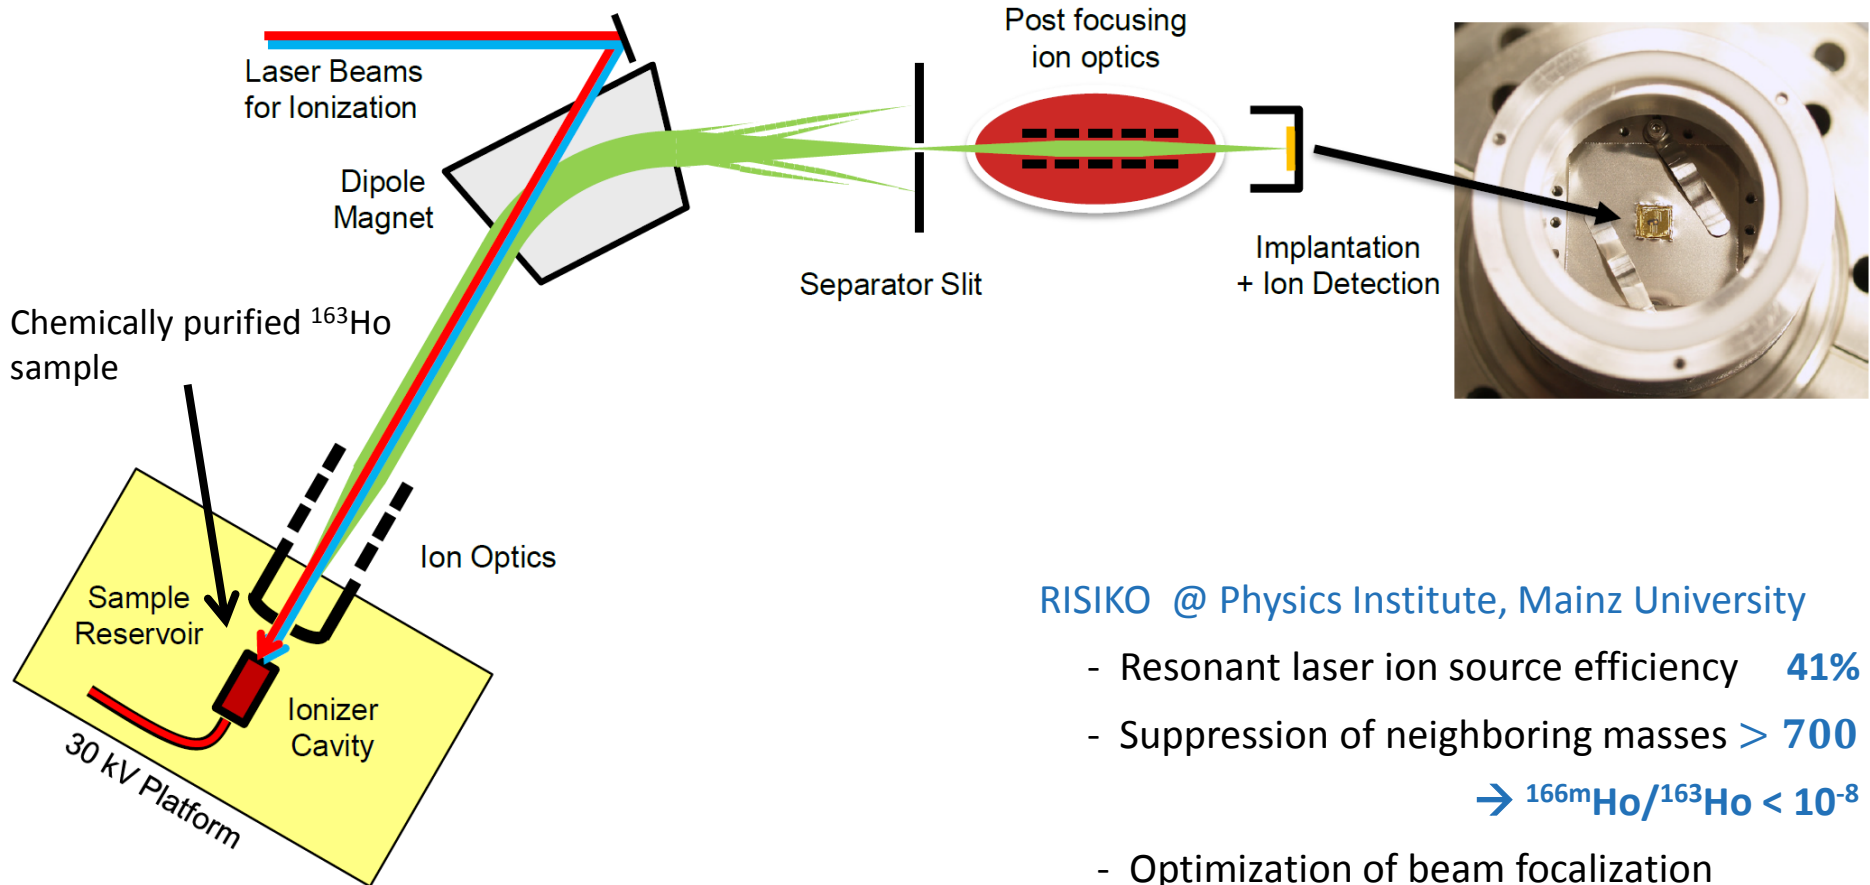 Laser Beams
for Ionization
Post focusing
ion optics
Dipole
Magnet
Separator Slit
Implantation
+ Ion Detection
Chemically purified ¹⁶³Ho
sample
Ion Optics
Sample
Reservoir
Ionizer
Cavity
30 kV Platform
RISIKO @ Physics Institute, Mainz University
- Resonant laser ion source efficiency 41%
- Suppression of neighboring masses > 700
→ ¹⁶⁶ᵐHo/¹⁶³Ho < 10⁻⁸
- Optimization of beam focalization